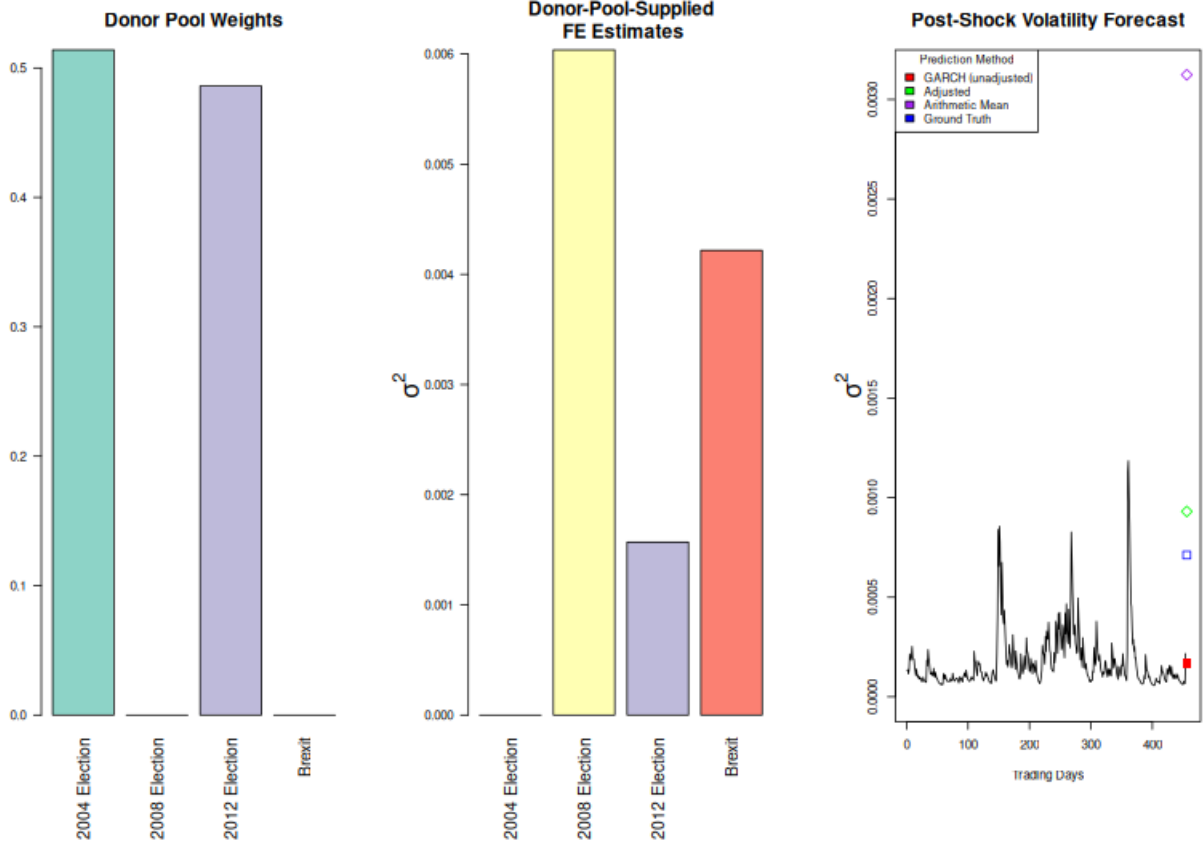 Donor Pool Weights
0.5
0.4
0.3
0.2
0.1
0.0
2004 Election
2008 Election
2012 Election
Brexit
Donor-Pool-Supplied
FE Estimates
σ²
0.006
0.005
0.004
0.003
0.002
0.001
0.000
2004 Election
2008 Election
2012 Election
Brexit
Post-Shock Volatility Forecast
Prediction Method
GARCH (unadjusted)
Adjusted
Arithmetic Mean
Ground Truth
σ²
0.0030
0.0025
0.0020
0.0015
0.0010
0.0005
0.0000
0 100 200 300 400
Trading Days